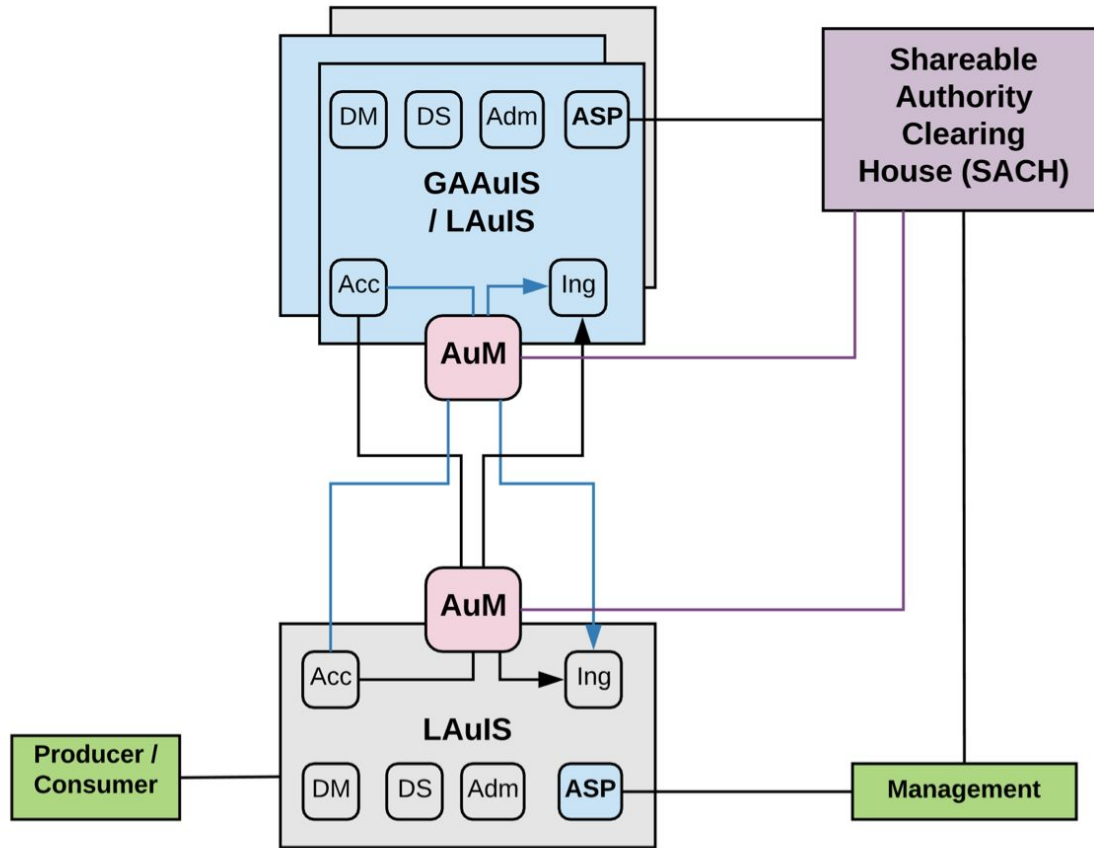 DM
DS
Adm
ASP
GAAuIS
/ LAuIS
Acc
Ing
AuM
Shareable
Authority
Clearing
House (SACH)
AuM
Acc
Ing
LAuIS
DM
DS
Adm
ASP
Producer /
Consumer
Management